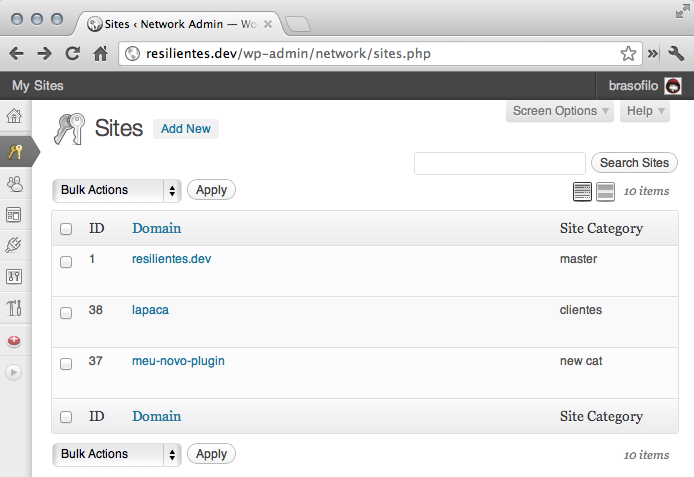 Sites ‹ Network Admin — Wo
resilientes.dev/wp-admin/network/sites.php
My Sites brasofilo
Screen Options Help
Sites Add New
Search Sites
Bulk Actions Apply 10 items
ID Domain Site Category
1 resilientes.dev master
38 lapaca clientes
37 meu-novo-plugin new cat
ID Domain Site Category
Bulk Actions Apply 10 items